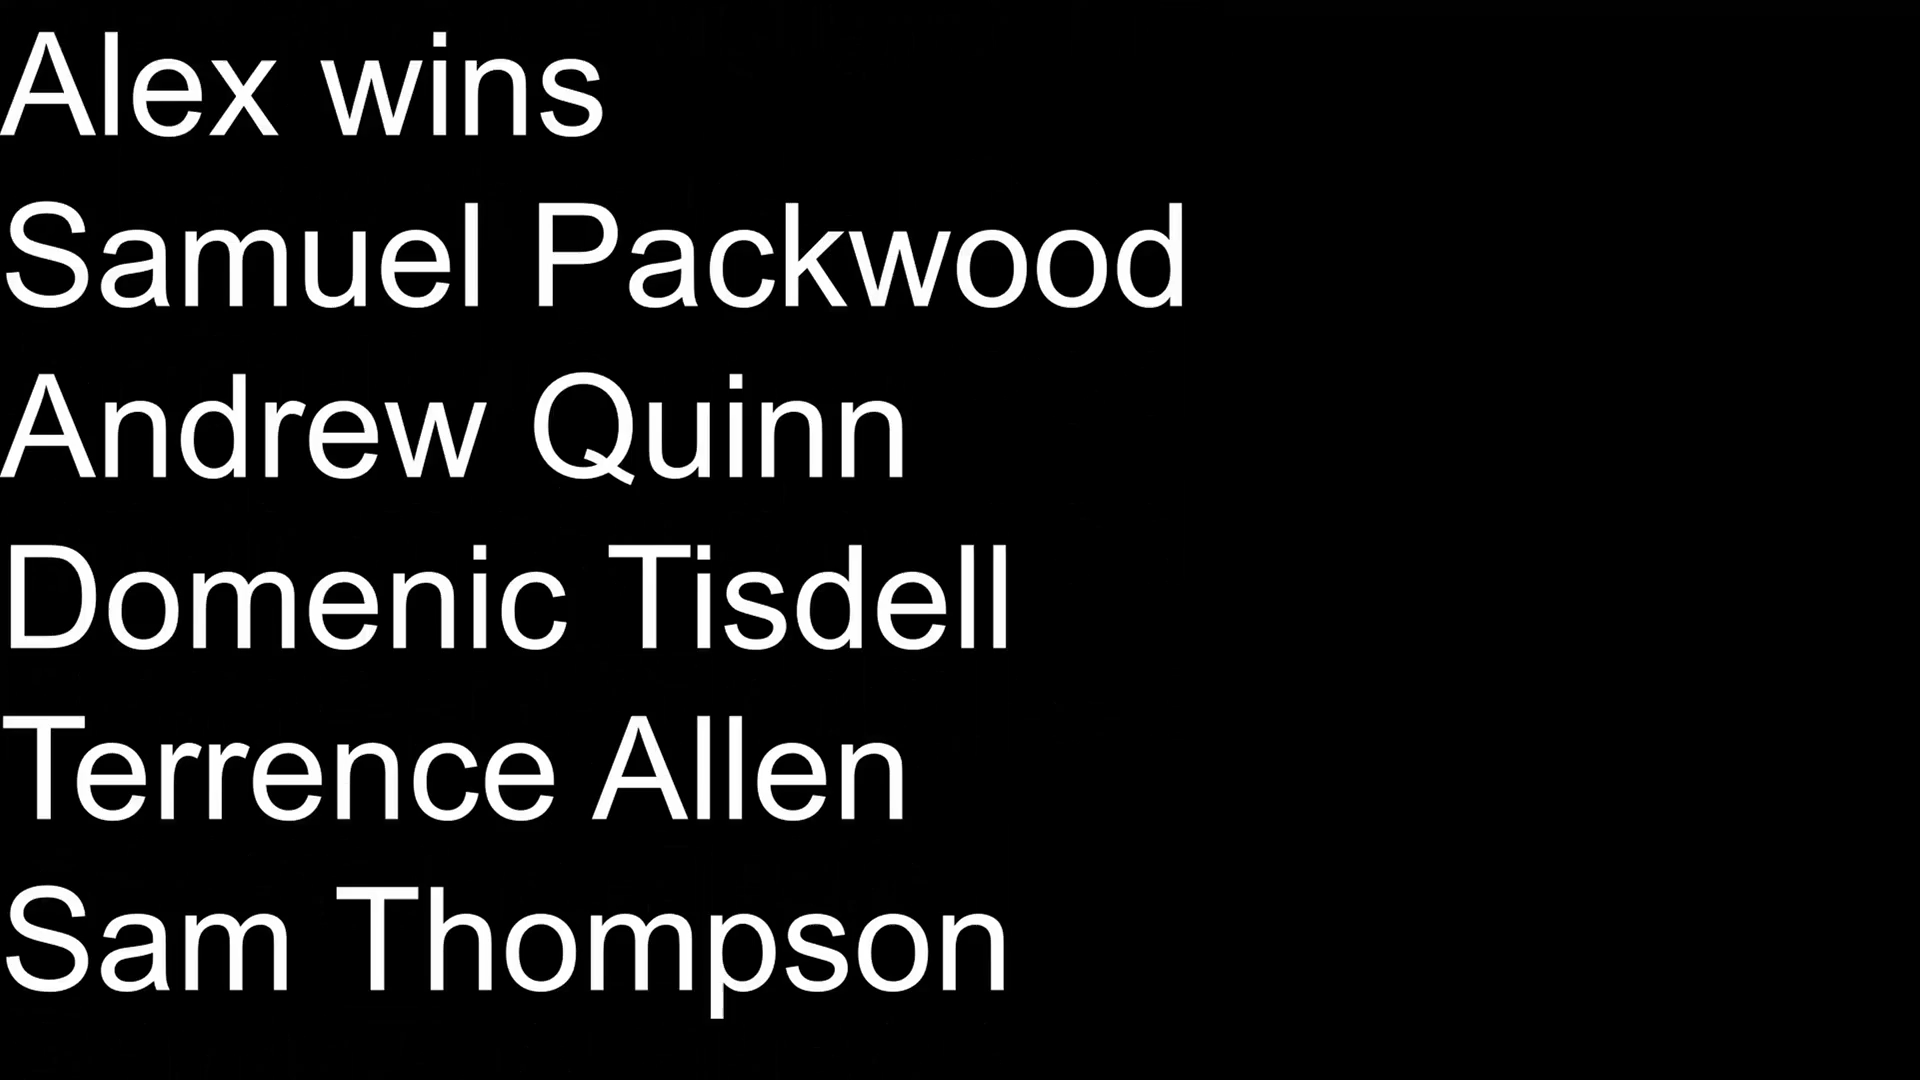 Alex wins
Samuel Packwood
Andrew Quinn
Domenic Tisdell
Terrence Allen
Sam Thompson